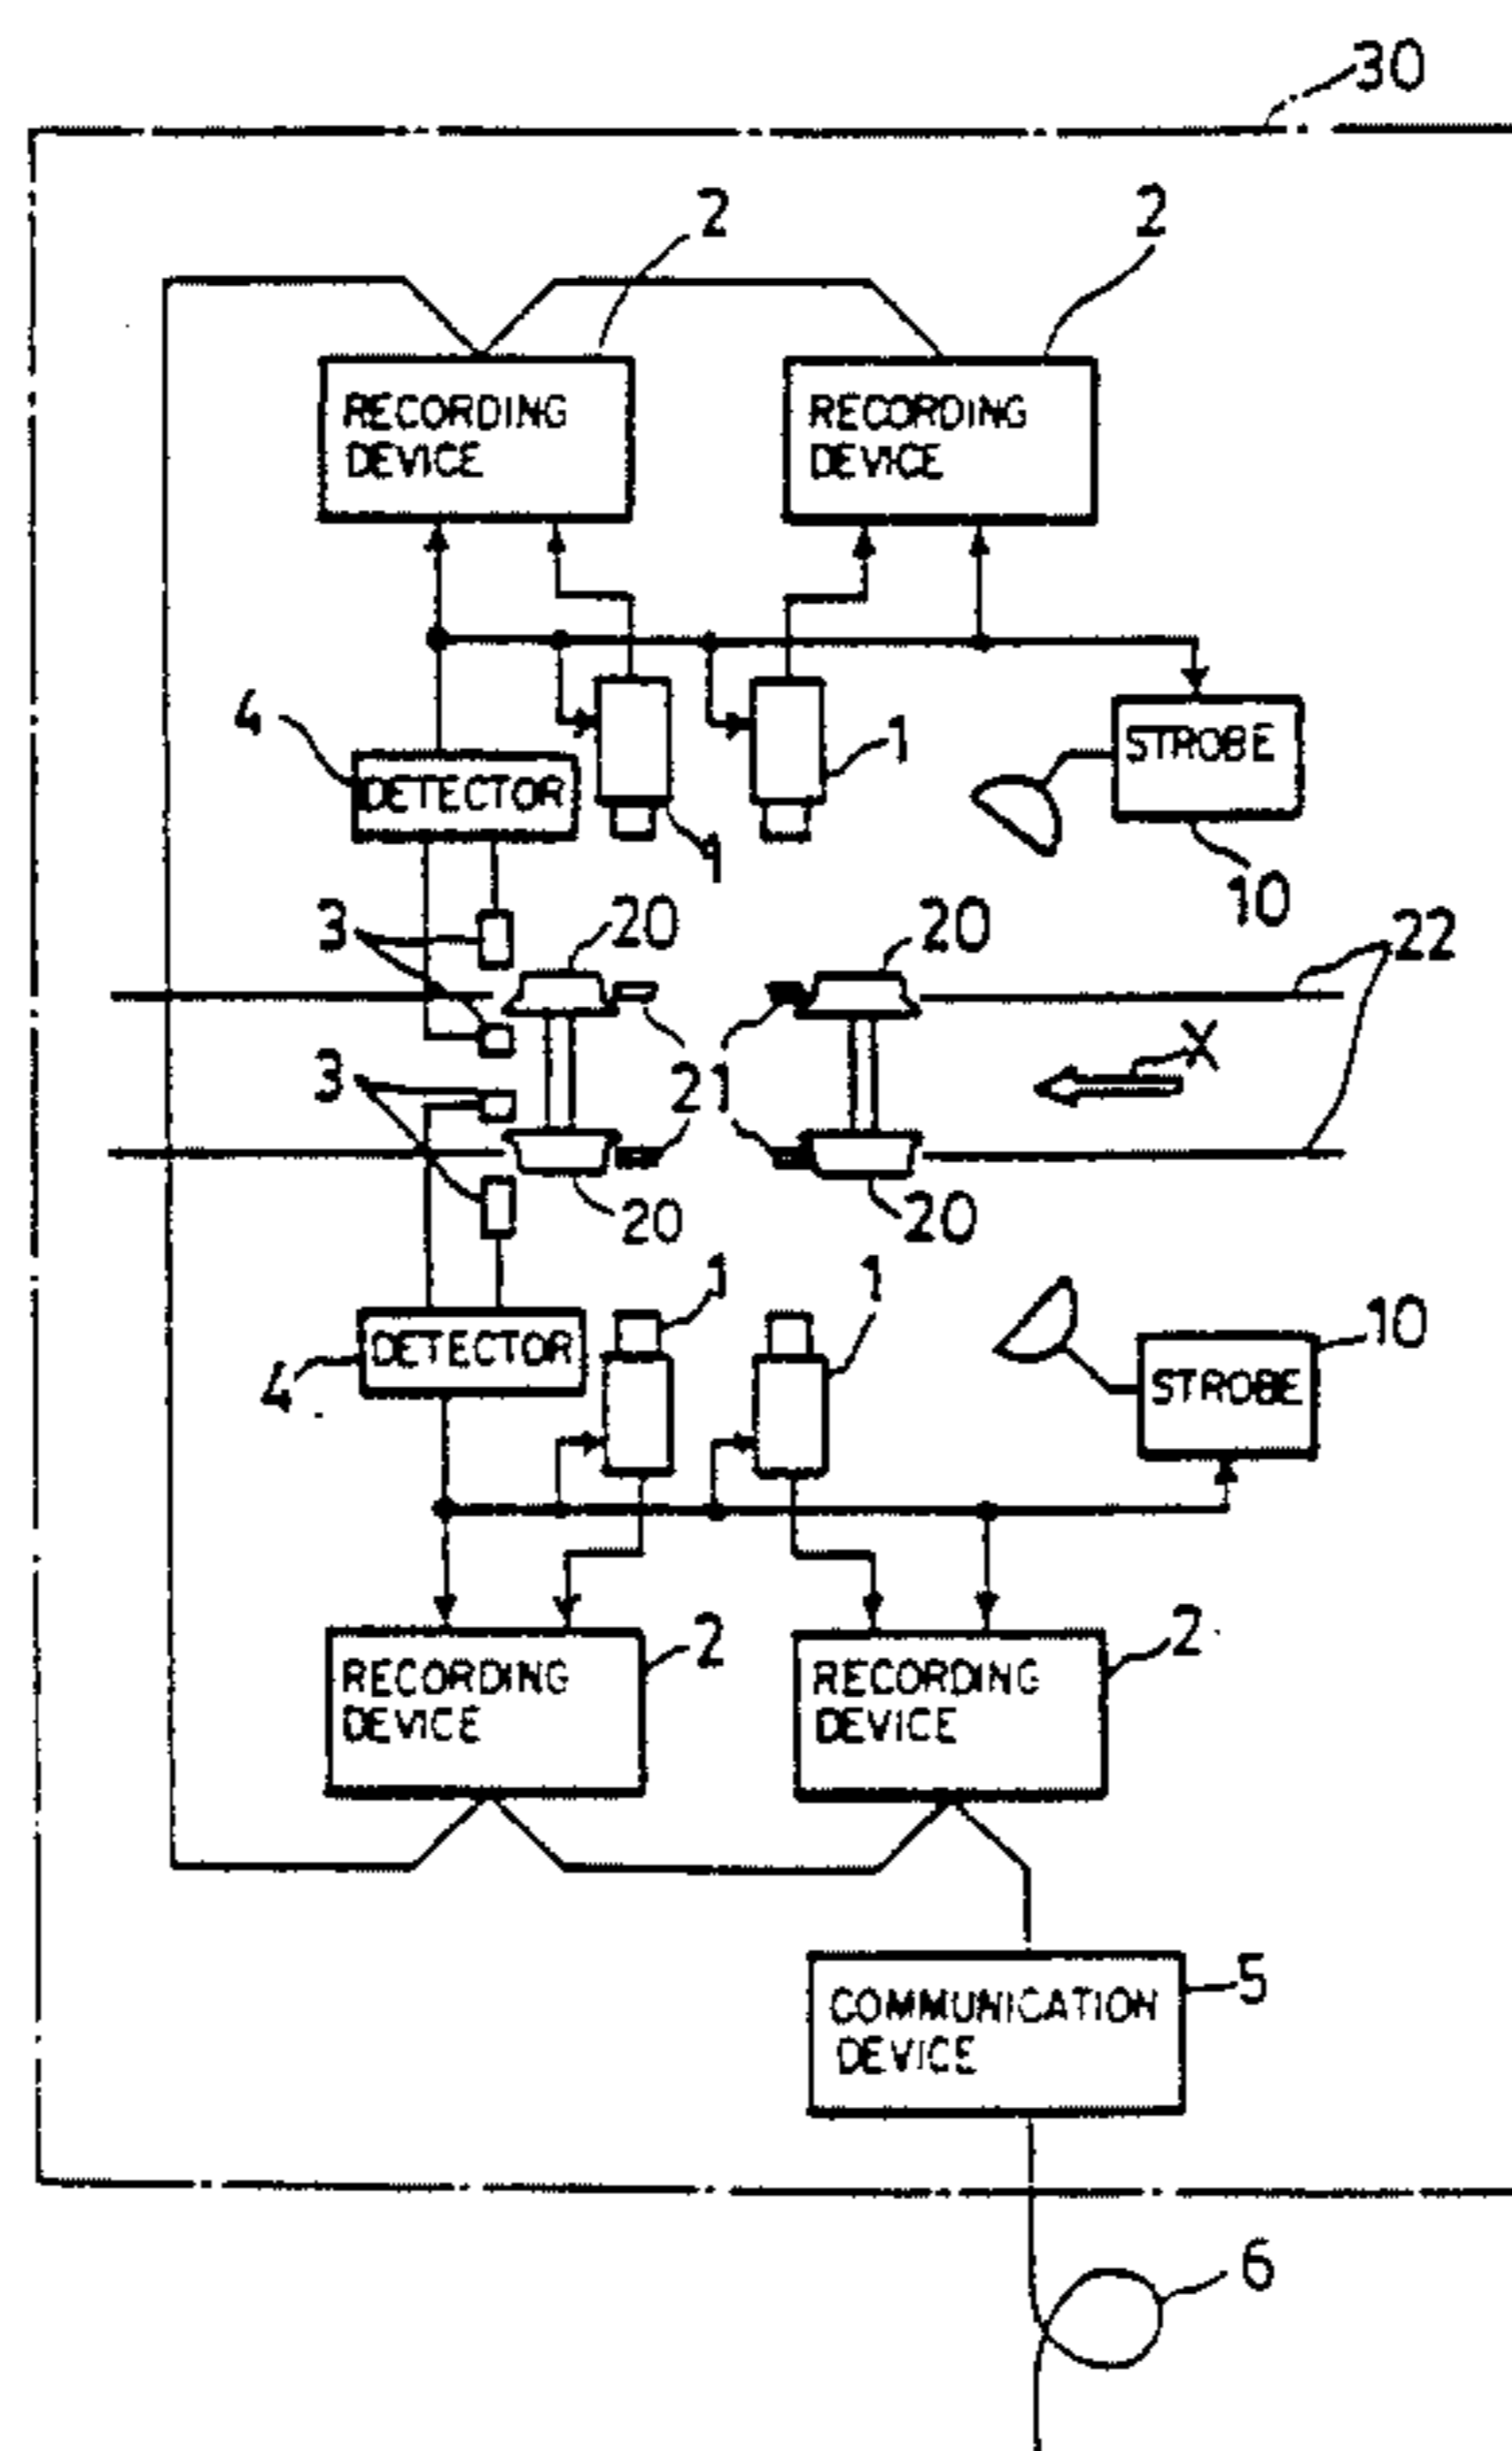 30
2
2
RECORDING
DEVICE
RECORDING
DEVICE
4
DETECTOR
1
1
STROBE
10
3
20
20
22
21
X
3
20
20
1
1
10
DETECTOR
4
STROBE
2
2
RECORDING
DEVICE
RECORDING
DEVICE
5
COMMUNICATION
DEVICE
6